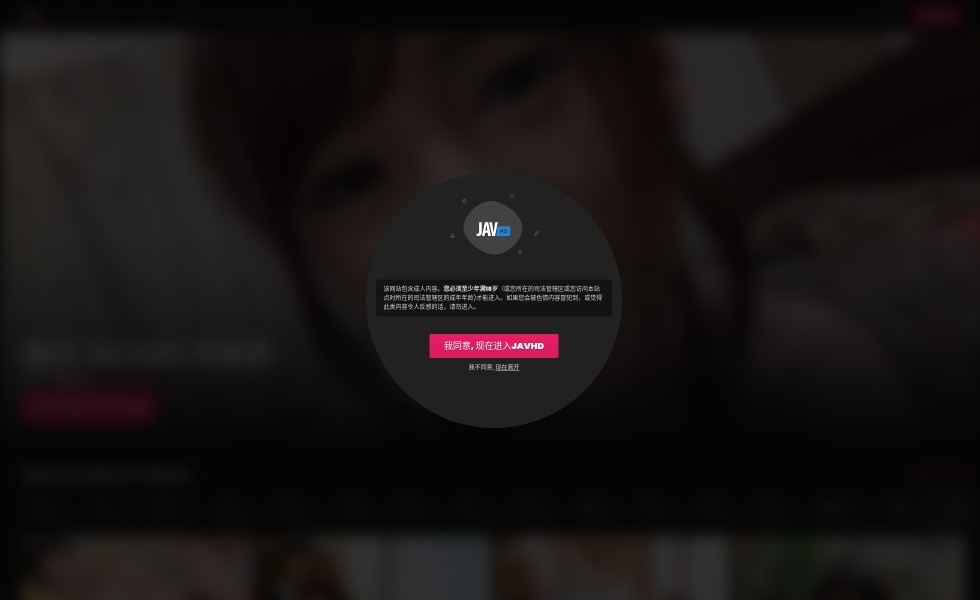 JAV HD
该网站包含成人内容。您必须至少年满18岁（或您所在的司法管辖区或您访问本站
点时所在的司法管辖区的成年年龄)才能进入。如果您会被色情内容冒犯到，或觉得
此类内容令人反感的话，请勿进入。
我同意, 现在进入JAVHD
我不同意, 现在离开